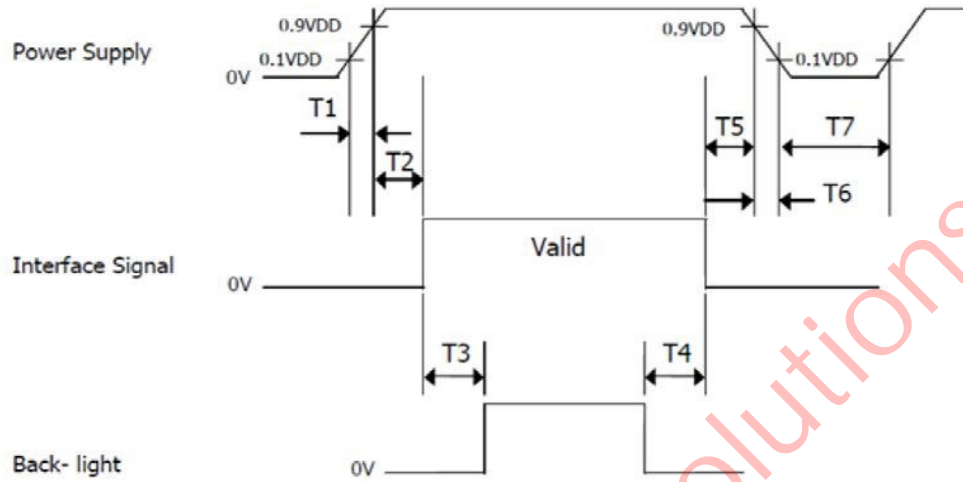 0.9VDD
0.9VDD
Power Supply
0.1VDD
0.1VDD
0V
T1
T5
T7
T2
T6
Valid
Interface Signal
0V
T3
T4
Back- light
0V
olutions